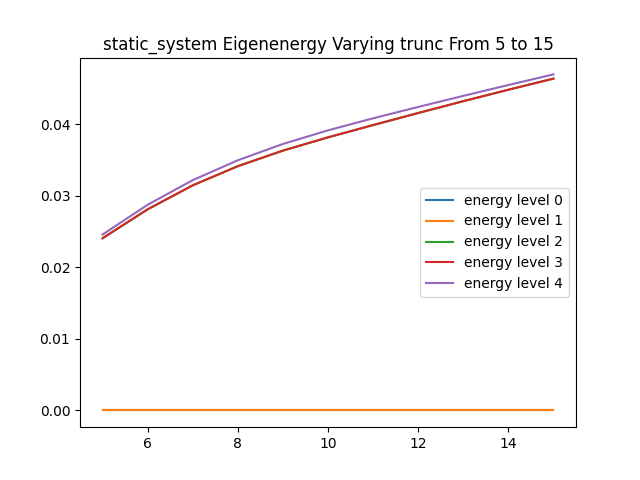 static_system Eigenenergy Varying trunc From 5 to 15
0.04
0.03
0.02
0.01
0.00
energy level 0
energy level 1
energy level 2
energy level 3
energy level 4
6 8 10 12 14